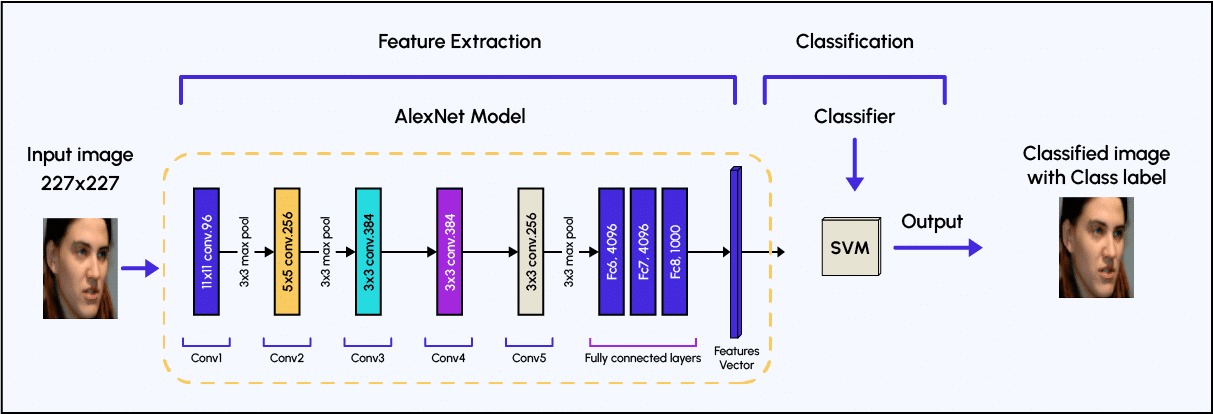 Feature Extraction
Classification
AlexNet Model
Classifier
Input image
227x227
Classified image
with Class label
11x11 conv.96
3x3 max pool
5x5 conv.256
3x3 max pool
3x3 conv.384
3x3 conv.384
3x3 conv.256
3x3 max pool
Fc6, 4096
Fc7, 4096
Fc8, 1000
SVM
Output
Conv1
Conv2
Conv3
Conv4
Conv5
Fully connected layers
Features
Vector